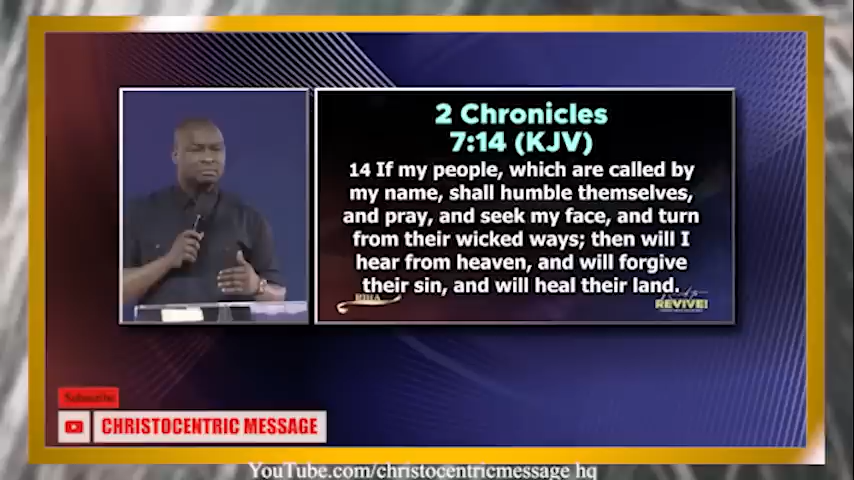 2 Chronicles
7:14 (KJV)
14 If my people, which are called by
my name, shall humble themselves,
and pray, and seek my face, and turn
from their wicked ways; then will I
hear from heaven, and will forgive
their sin, and will heal their land.
REVIVE!
Subscribe
CHRISTOCENTRIC MESSAGE
YouTube.com/christocentricmessage hq